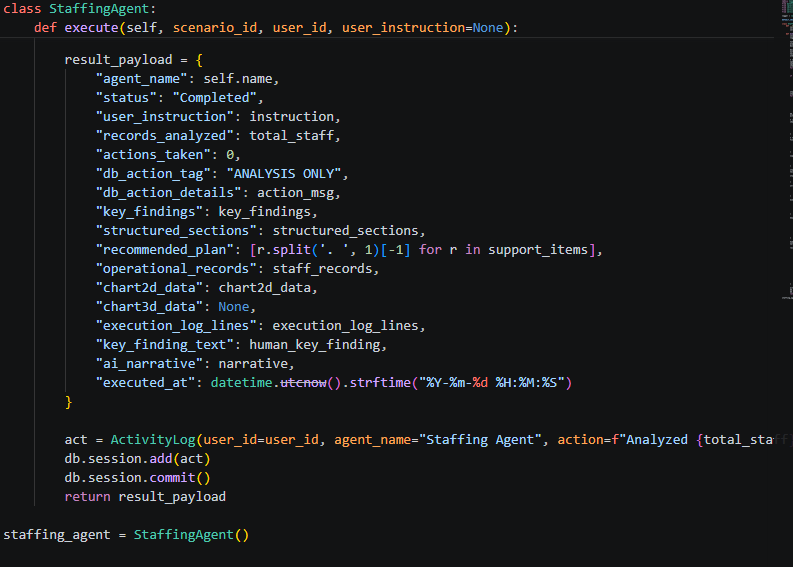 class StaffingAgent:
    def execute(self, scenario_id, user_id, user_instruction=None):
        result_payload = {
            "agent_name": self.name,
            "status": "Completed",
            "user_instruction": instruction,
            "records_analyzed": total_staff,
            "actions_taken": 0,
            "db_action_tag": "ANALYSIS ONLY",
            "db_action_details": action_msg,
            "key_findings": key_findings,
            "structured_sections": structured_sections,
            "recommended_plan": [r.split('. ', 1)[-1] for r in support_items],
            "operational_records": staff_records,
            "chart2d_data": chart2d_data,
            "chart3d_data": None,
            "execution_log_lines": execution_log_lines,
            "key_finding_text": human_key_finding,
            "ai_narrative": narrative,
            "executed_at": datetime.utcnow().strftime("%Y-%m-%d %H:%M:%S")
        }
        act = ActivityLog(user_id=user_id, agent_name="Staffing Agent", action=f"Analyzed {total_staff
        db.session.add(act)
        db.session.commit()
        return result_payload
staffing_agent = StaffingAgent()